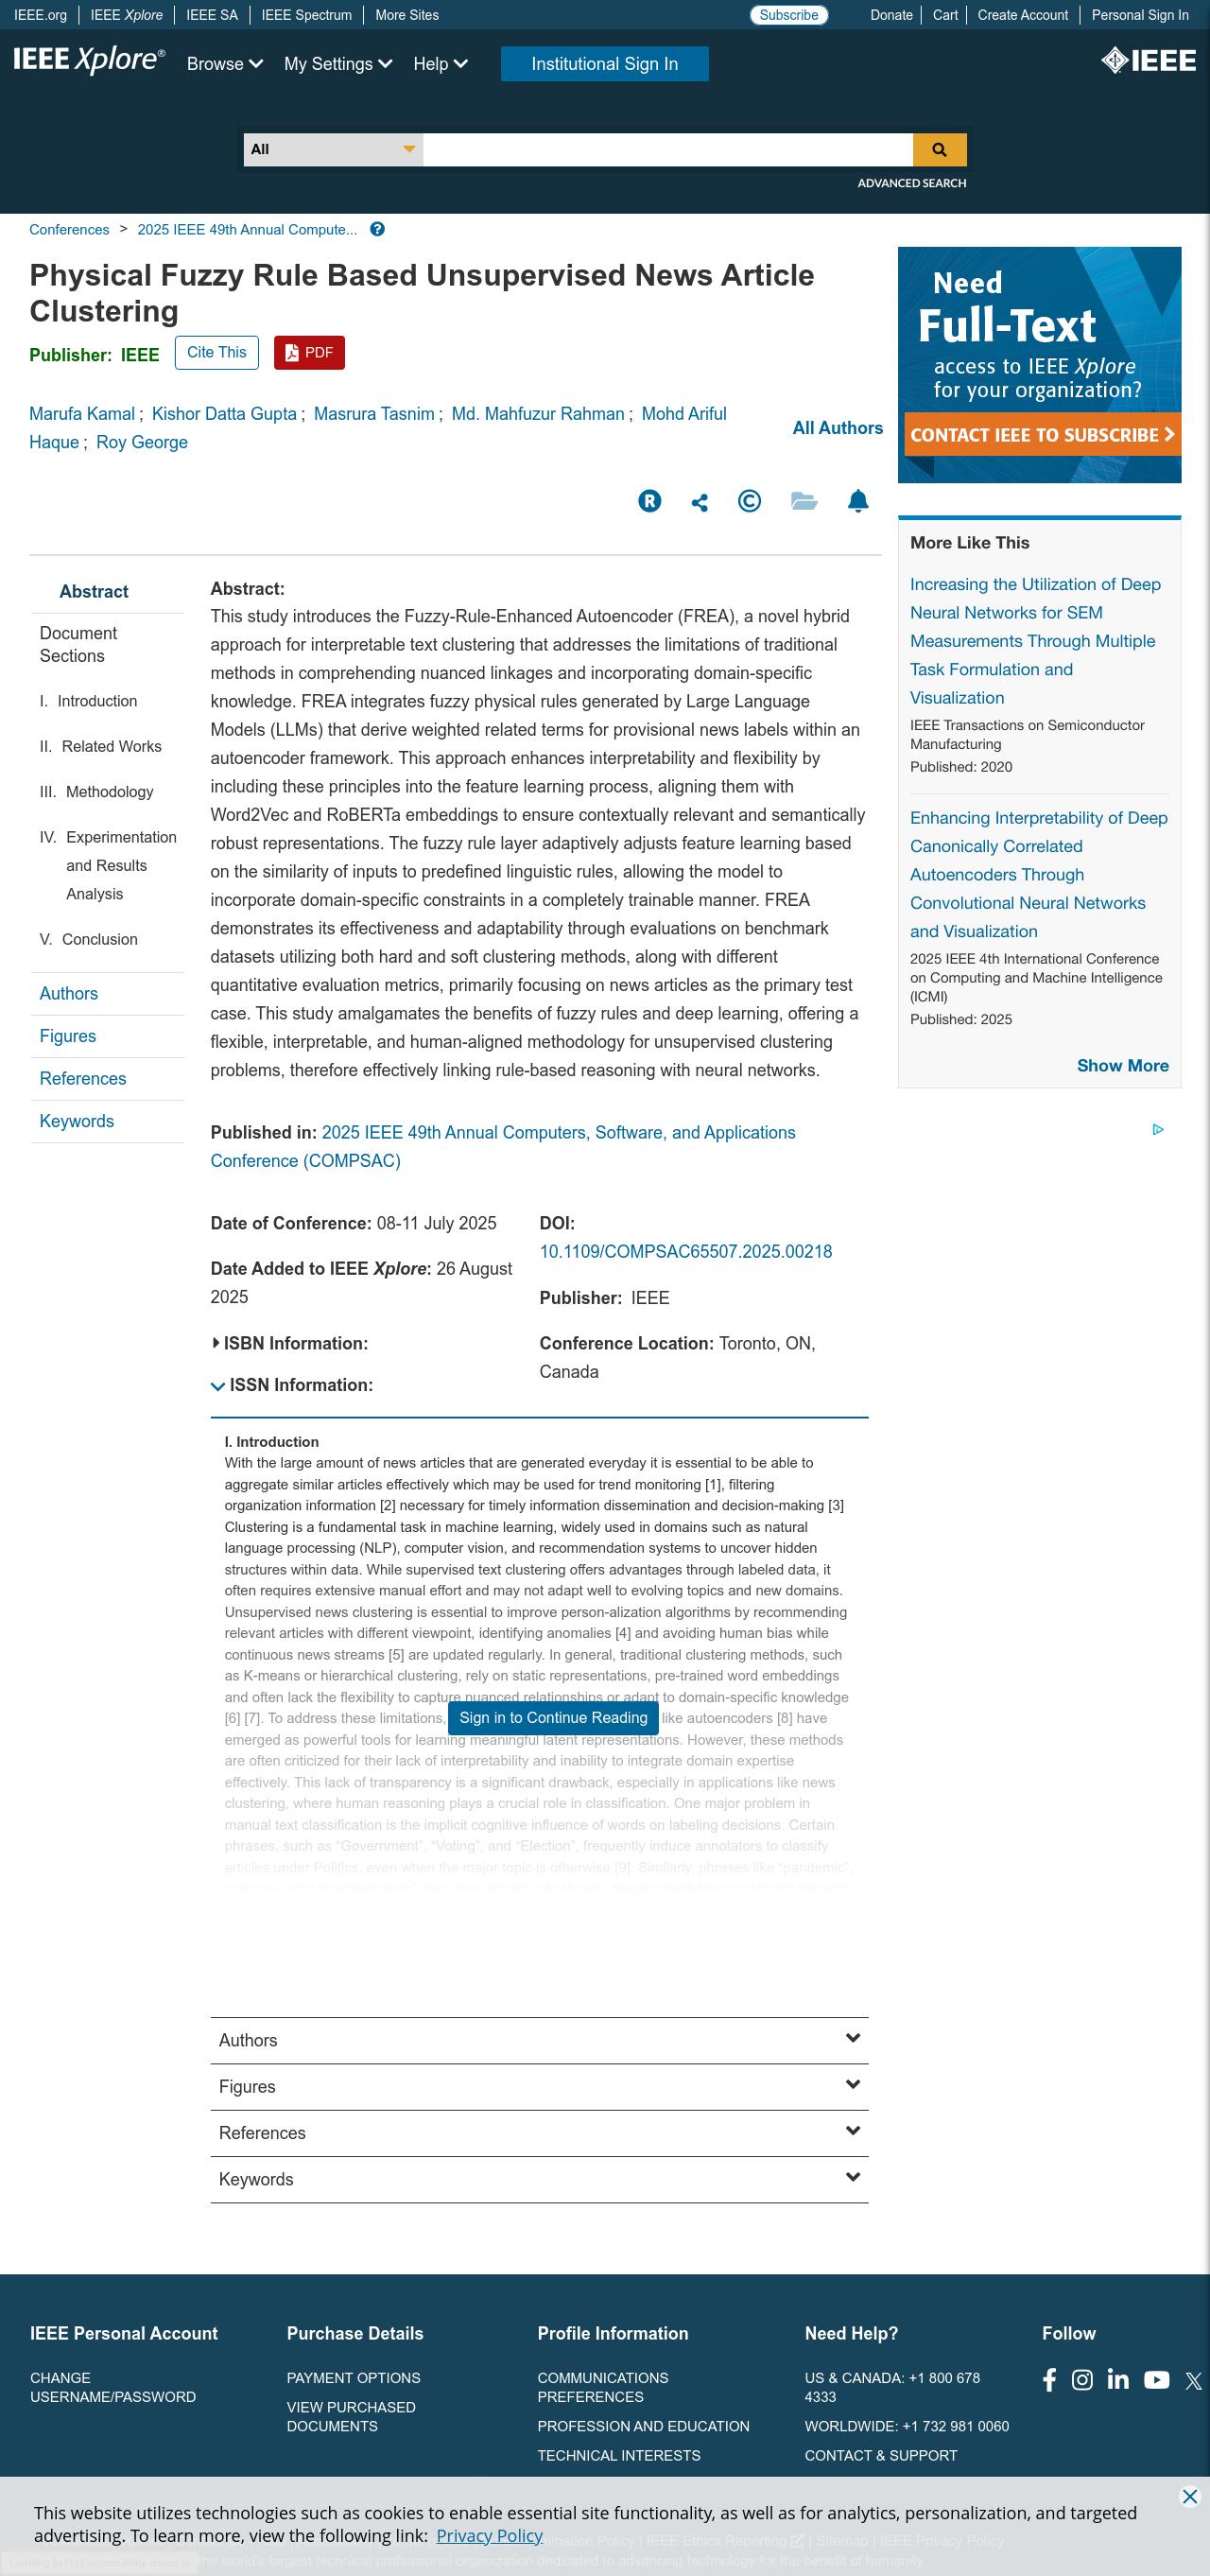 IEEE.org IEEE Xplore IEEE SA IEEE Spectrum More Sites Subscribe Donate Cart Create Account Personal Sign In
IEEE Xplore® Browse My Settings Help Institutional Sign In IEEE
All
ADVANCED SEARCH
Conferences > 2025 IEEE 49th Annual Compute...
Physical Fuzzy Rule Based Unsupervised News Article
Clustering
Publisher: IEEE Cite This PDF
Marufa Kamal ; Kishor Datta Gupta ; Masrura Tasnim ; Md. Mahfuzur Rahman ; Mohd Ariful
Haque ; Roy George
All Authors
Need
Full-Text
access to IEEE Xplore
for your organization?
CONTACT IEEE TO SUBSCRIBE
More Like This
Increasing the Utilization of Deep
Neural Networks for SEM
Measurements Through Multiple
Task Formulation and
Visualization
IEEE Transactions on Semiconductor
Manufacturing
Published: 2020
Enhancing Interpretability of Deep
Canonically Correlated
Autoencoders Through
Convolutional Neural Networks
and Visualization
2025 IEEE 4th International Conference
on Computing and Machine Intelligence
(ICMI)
Published: 2025
Show More
Abstract
Document
Sections
I. Introduction
II. Related Works
III. Methodology
IV. Experimentation
and Results
Analysis
V. Conclusion
Authors
Figures
References
Keywords
Abstract:
This study introduces the Fuzzy-Rule-Enhanced Autoencoder (FREA), a novel hybrid
approach for interpretable text clustering that addresses the limitations of traditional
methods in comprehending nuanced linkages and incorporating domain-specific
knowledge. FREA integrates physical rules generated by Large Language
Models (LLMs) that derive weighted related terms for provisional news labels within an
autoencoder framework. This approach enhances interpretability and flexibility by
including these principles into the feature learning process, aligning them with
Word2Vec and RoBERTa embeddings to ensure contextually relevant and semantically
robust representations. The fuzzy rule layer adaptively adjusts feature learning based
on the similarity of inputs to predefined linguistic rules, allowing the model to
incorporate domain-specific constraints in a completely trainable manner. FREA
demonstrates its effectiveness and adaptability through evaluations on benchmark
datasets utilizing both hard and soft clustering methods, along with different
quantitative evaluation metrics, primarily focusing on news articles as the primary test
case. This study amalgamates the benefits of fuzzy rules and deep learning, offering a
flexible, interpretable, and human-aligned methodology for unsupervised clustering
problems, therefore effectively linking rule-based reasoning with neural networks.
Published in: 2025 IEEE 49th Annual Computers, Software, and Applications
Conference (COMPSAC)
Date of Conference: 08-11 July 2025
Date Added to IEEE Xplore: 26 August
2025
ISBN Information:
ISSN Information:
DOI:
10.1109/COMPSAC65507.2025.00218
Publisher: IEEE
Conference Location: Toronto, ON,
Canada
I. Introduction
With the large amount of news articles that are generated everyday it is essential to be able to
aggregate similar articles effectively which may be used for trend monitoring [1], filtering
organization information [2] necessary for timely information dissemination and decision-making [3]
Clustering is a fundamental task in machine learning, widely used in domains such as natural
language processing (NLP), computer vision, and recommendation systems to uncover hidden
structures within data. While supervised text clustering offers advantages through labeled data, it
often requires extensive manual effort and may not adapt well to evolving topics and new domains.
Unsupervised news clustering is essential to improve person-alization algorithms by recommending
relevant articles with different viewpoint, identifying anomalies [4] and avoiding human bias while
continuous news streams [5] are updated regularly. In general, traditional clustering methods, such
as K-means or hierarchical clustering, rely on static representations, pre-trained word embeddings
and often lack the flexibility to capture nuanced relationships or adapt to domain-specific knowledge
[6] [7]. To address these limitations, Sign in to Continue Reading like autoencoders [8] have
emerged as powerful tools for learning meaningful latent representations. However, these methods
are often criticized for their lack of interpretability and inability to integrate domain expertise
effectively. This lack of transparency is a significant drawback, especially in applications like news
clustering, where human reasoning plays a crucial role in classification. One major problem in
manual text classification is the implicit cognitive influence of words on labeling decisions. Certain
phrases, such as “Government”, “Voting”, and “Election”, frequently induce annotators to classify
articles under Politics, even when the major topic is otherwise [9]. Similarly, phrases like “pandemic”,
Authors
Figures
References
Keywords
IEEE Personal Account
CHANGE
USERNAME/PASSWORD
Purchase Details
PAYMENT OPTIONS
VIEW PURCHASED
DOCUMENTS
Profile Information
COMMUNICATIONS
PREFERENCES
PROFESSION AND EDUCATION
TECHNICAL INTERESTS
Need Help?
US & CANADA: +1 800 678
4333
WORLDWIDE: +1 732 981 0060
CONTACT & SUPPORT
Follow
This website utilizes technologies such as cookies to enable essential site functionality, as well as for analytics, personalization, and targeted
advertising. To learn more, view the following link: Privacy Policy
mination Policy | IEEE Ethics Reporting | Sitemap | IEEE Privacy Policy
the world's largest technical professional organization dedicated to advancing technology for the benefit of humanity.